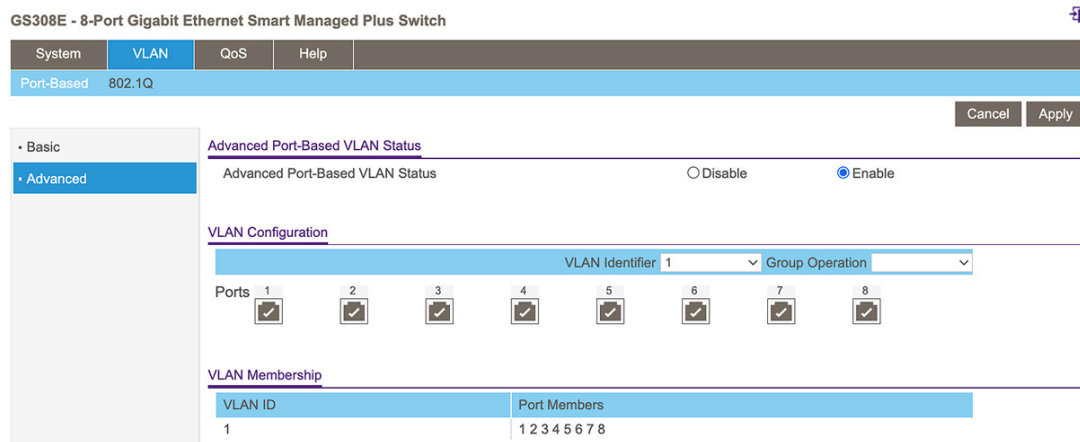 GS308E - 8-Port Gigabit Ethernet Smart Managed Plus Switch
System VLAN QoS Help
Port-Based 802.1Q
Cancel Apply
Basic
Advanced
Advanced Port-Based VLAN Status
Advanced Port-Based VLAN Status Disable Enable
VLAN Configuration
VLAN Identifier 1 Group Operation
Ports 1 2 3 4 5 6 7 8
VLAN Membership
VLAN ID Port Members
1 1 2 3 4 5 6 7 8